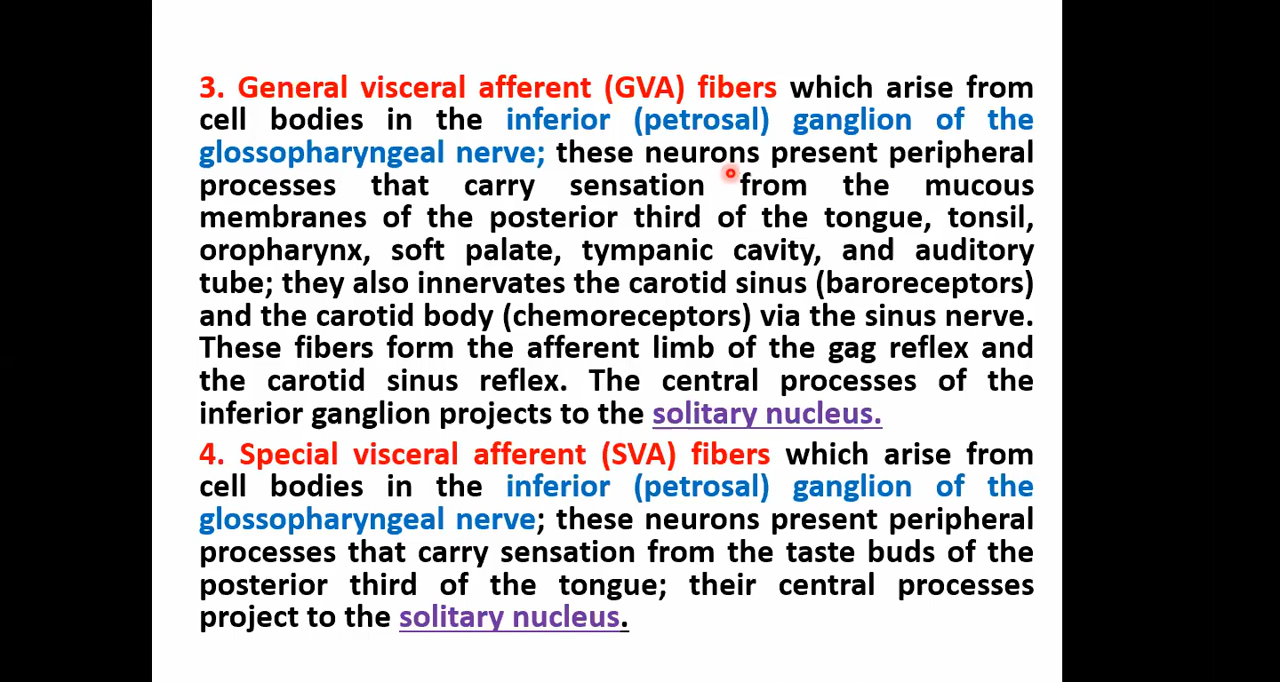 3. General visceral afferent (GVA) fibers which arise from
cell bodies in the inferior (petrosal) ganglion of the
glossopharyngeal nerve; these neurons present peripheral
processes that carry sensation from the mucous
membranes of the posterior third of the tongue, tonsil,
oropharynx, soft palate, tympanic cavity, and auditory
tube; they also innervates the carotid sinus (baroreceptors)
and the carotid body (chemoreceptors) via the sinus nerve.
These fibers form the afferent limb of the gag reflex and
the carotid sinus reflex. The central processes of the
inferior ganglion projects to the solitary nucleus.
4. Special visceral afferent (SVA) fibers which arise from
cell bodies in the inferior (petrosal) ganglion of the
glossopharyngeal nerve; these neurons present peripheral
processes that carry sensation from the taste buds of the
posterior third of the tongue; their central processes
project to the solitary nucleus.